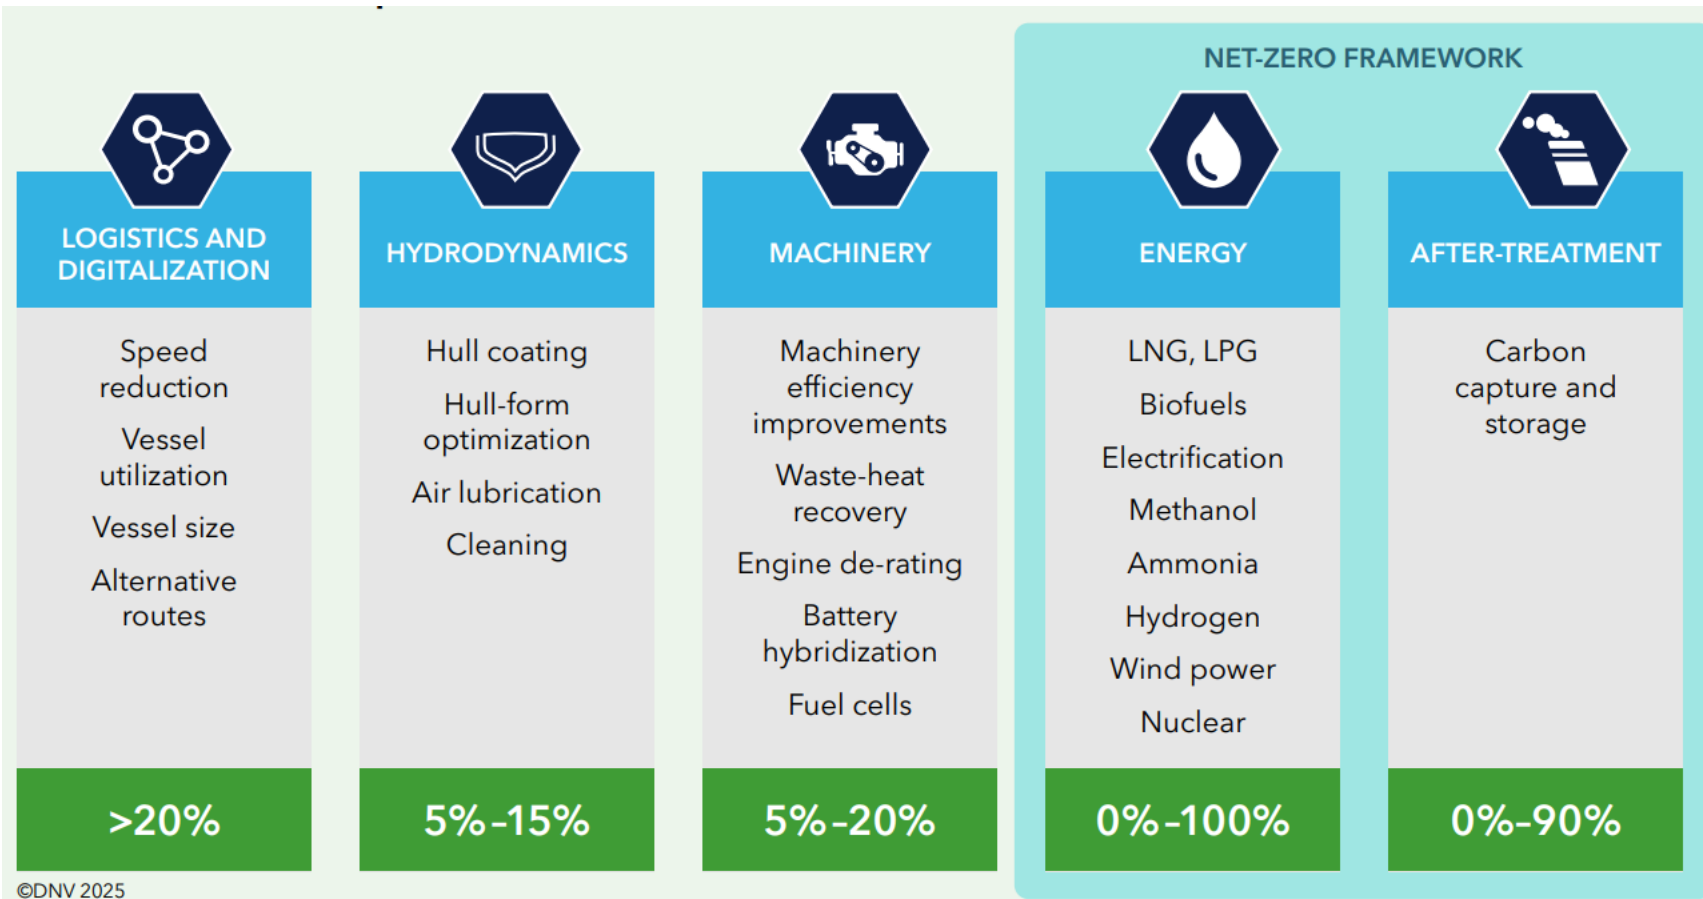 NET-ZERO FRAMEWORK
LOGISTICS AND
DIGITALIZATION
Speed
reduction
Vessel
utilization
Vessel size
Alternative
routes
>20%
HYDRODYNAMICS
Hull coating
Hull-form
optimization
Air lubrication
Cleaning
5%–15%
MACHINERY
Machinery
efficiency
improvements
Waste-heat
recovery
Engine de-rating
Battery
hybridization
Fuel cells
5%–20%
ENERGY
LNG, LPG
Biofuels
Electrification
Methanol
Ammonia
Hydrogen
Wind power
Nuclear
0%–100%
AFTER-TREATMENT
Carbon
capture and
storage
0%–90%
©DNV 2025